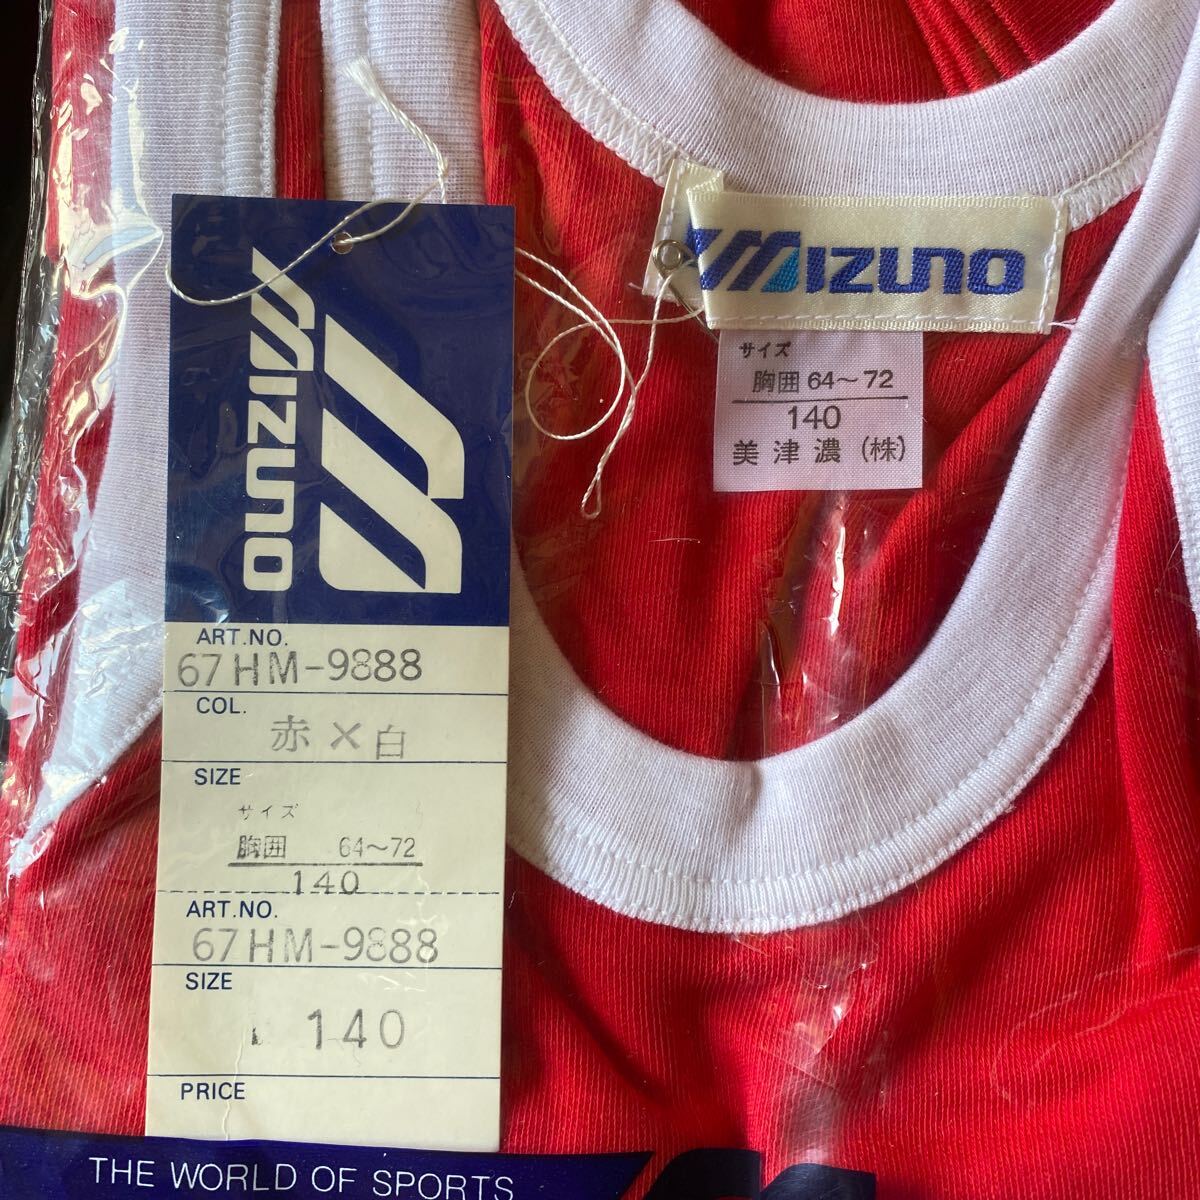 MIZUNO
ART.NO.
67HM-9888
COL.
赤×白
SIZE
サイズ
胸囲 64~72
140
ART.NO.
67HM-9888
SIZE
140
PRICE
MIZUNO
サイズ
胸囲 64~72
140
美津濃(株)
THE WORLD OF SPORTS